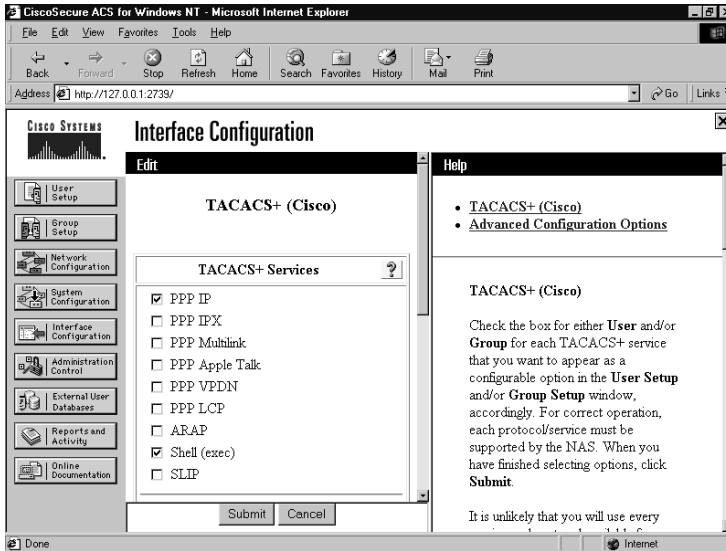 CiscoSecure ACS for Windows NT - Microsoft Internet Explorer
File Edit View Favorites Tools Help
Back Forward Stop Refresh Home Search Favorites History Mail Print
Address http://127.0.0.1:2739/ Go Links
CISCO SYSTEMS
Interface Configuration
User
Setup
Group
Setup
Network
Configuration
System
Configuration
Interface
Configuration
Administration
Control
External User
Databases
Reports and
Activity
Online
Documentation
Edit
TACACS+ (Cisco)
TACACS+ Services ?
PPP IP
PPP IPX
PPP Multilink
PPP Apple Talk
PPP VPDN
PPP LCP
ARAP
Shell (exec)
SLIP
Submit Cancel
Help
TACACS+ (Cisco)
Advanced Configuration Options
TACACS+ (Cisco)
Check the box for either User and/or
Group for each TACACS+ service
that you want to appear as a
configurable option in the User Setup
and/or Group Setup window,
accordingly. For correct operation,
each protocol/service must be
supported by the NAS. When you
have finished selecting options, click
Submit.
It is unlikely that you will use every
Done Internet